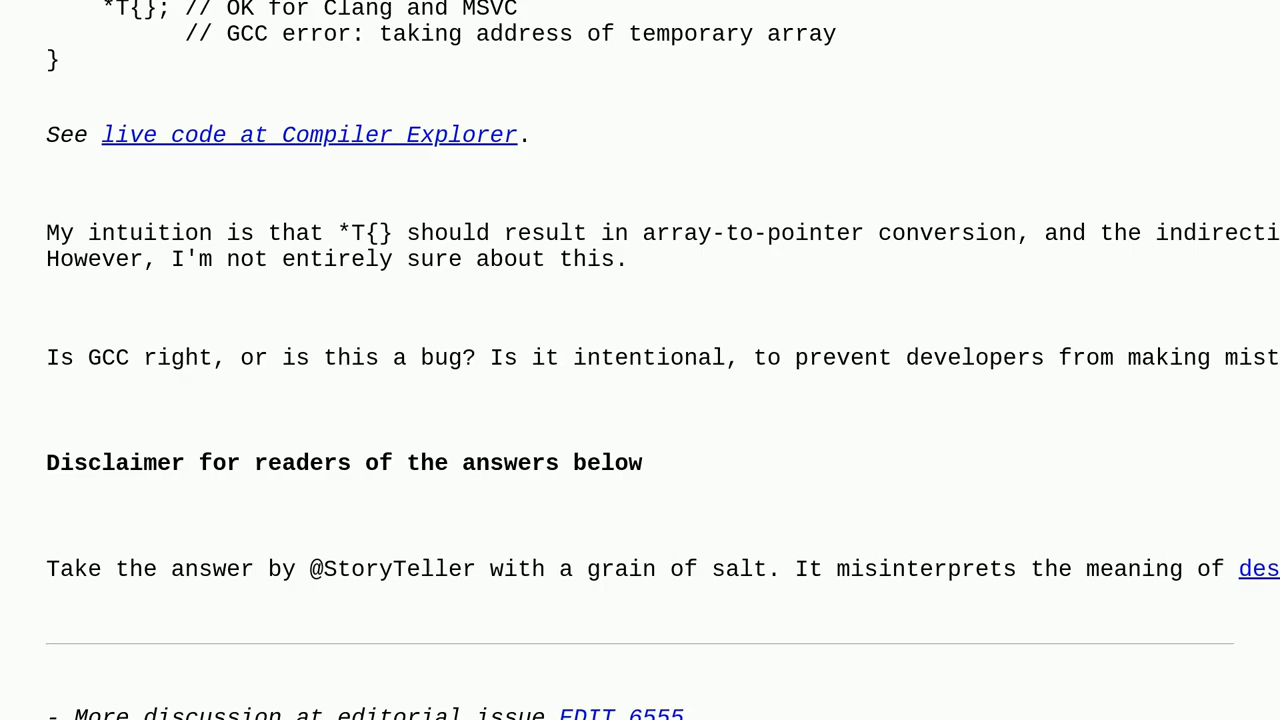 *T{}; // OK for Clang and MSVC
// GCC error: taking address of temporary array
}
See live code at Compiler Explorer.
My intuition is that *T{} should result in array-to-pointer conversion, and the indirecti
However, I'm not entirely sure about this.
Is GCC right, or is this a bug? Is it intentional, to prevent developers from making mist
Disclaimer for readers of the answers below
Take the answer by @StoryTeller with a grain of salt. It misinterprets the meaning of des
- More discussion at editorial issue EDIT 6555